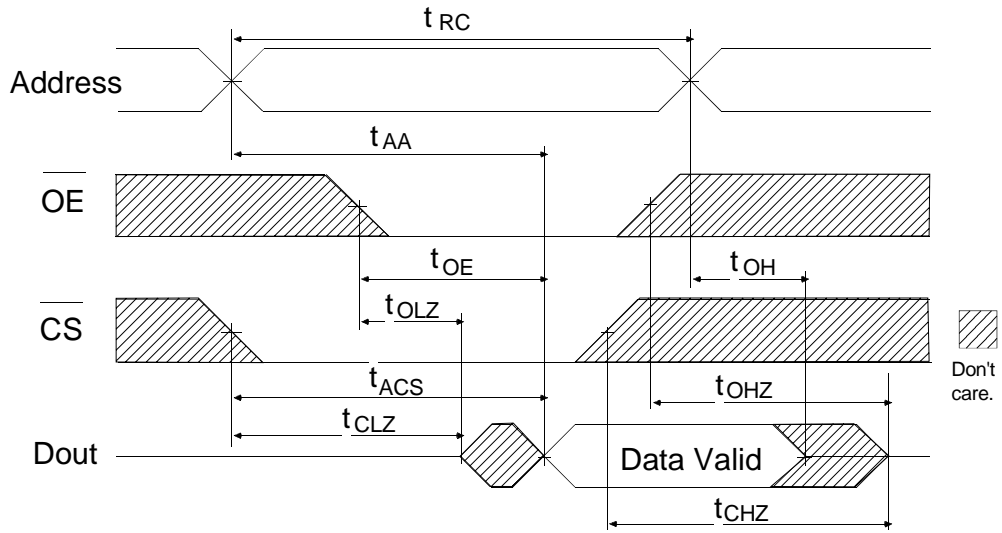 t RC
Address
t AA
OE
t OE
t OH
t OLZ
CS
Don't
care.
t ACS
t OHZ
t CLZ
Dout
Data Valid
t CHZ